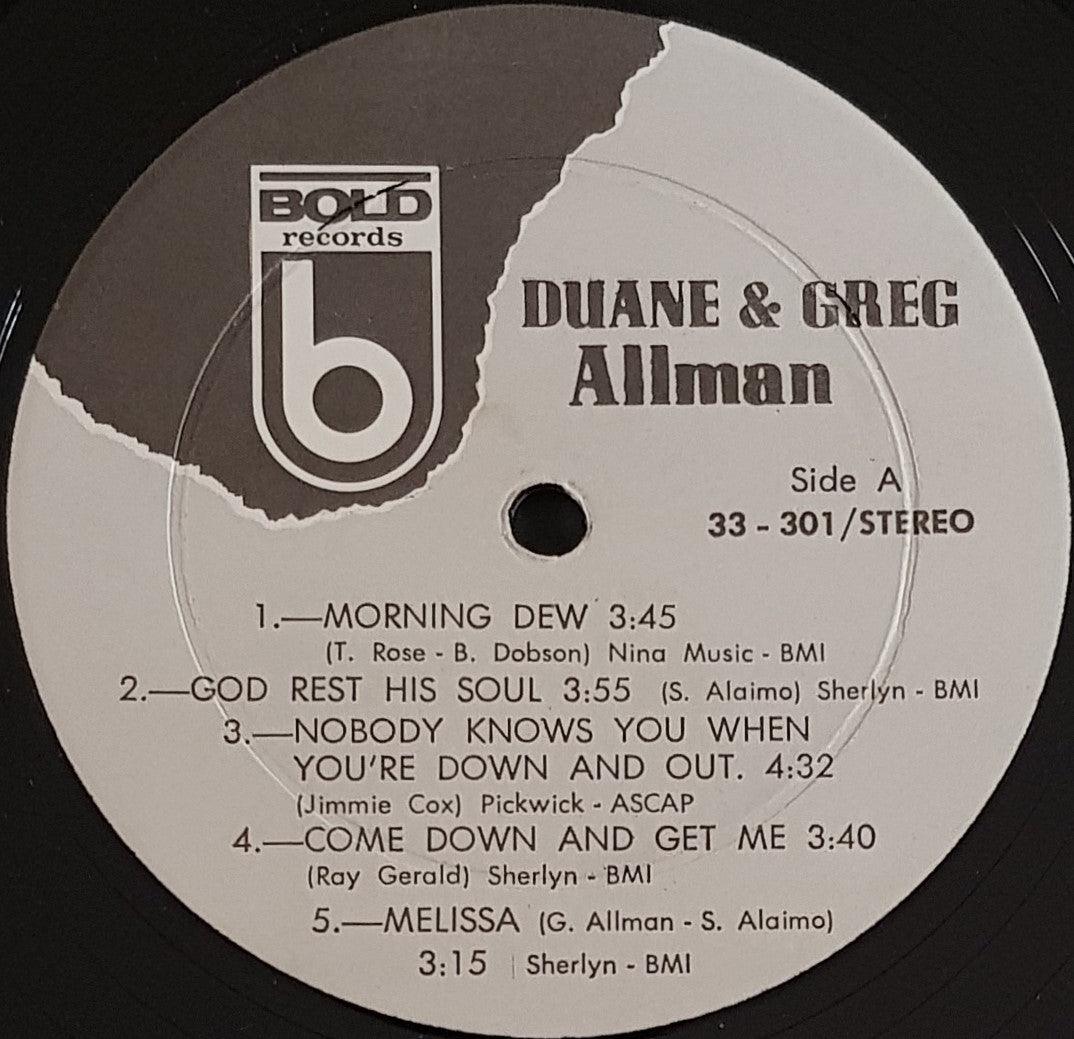 BOLD
records
b
DUANE & GREG
Allman
Side A
33 - 301/STEREO
1.—MORNING DEW 3:45
(T. Rose - B. Dobson) Nina Music - BMI
2.—GOD REST HIS SOUL 3:55 (S. Alaimo) Sherlyn - BMI
3.—NOBODY KNOWS YOU WHEN
YOU'RE DOWN AND OUT. 4:32
(Jimmie Cox) Pickwick - ASCAP
4.—COME DOWN AND GET ME 3:40
(Ray Gerald) Sherlyn - BMI
5.—MELISSA (G. Allman - S. Alaimo)
3:15 Sherlyn - BMI